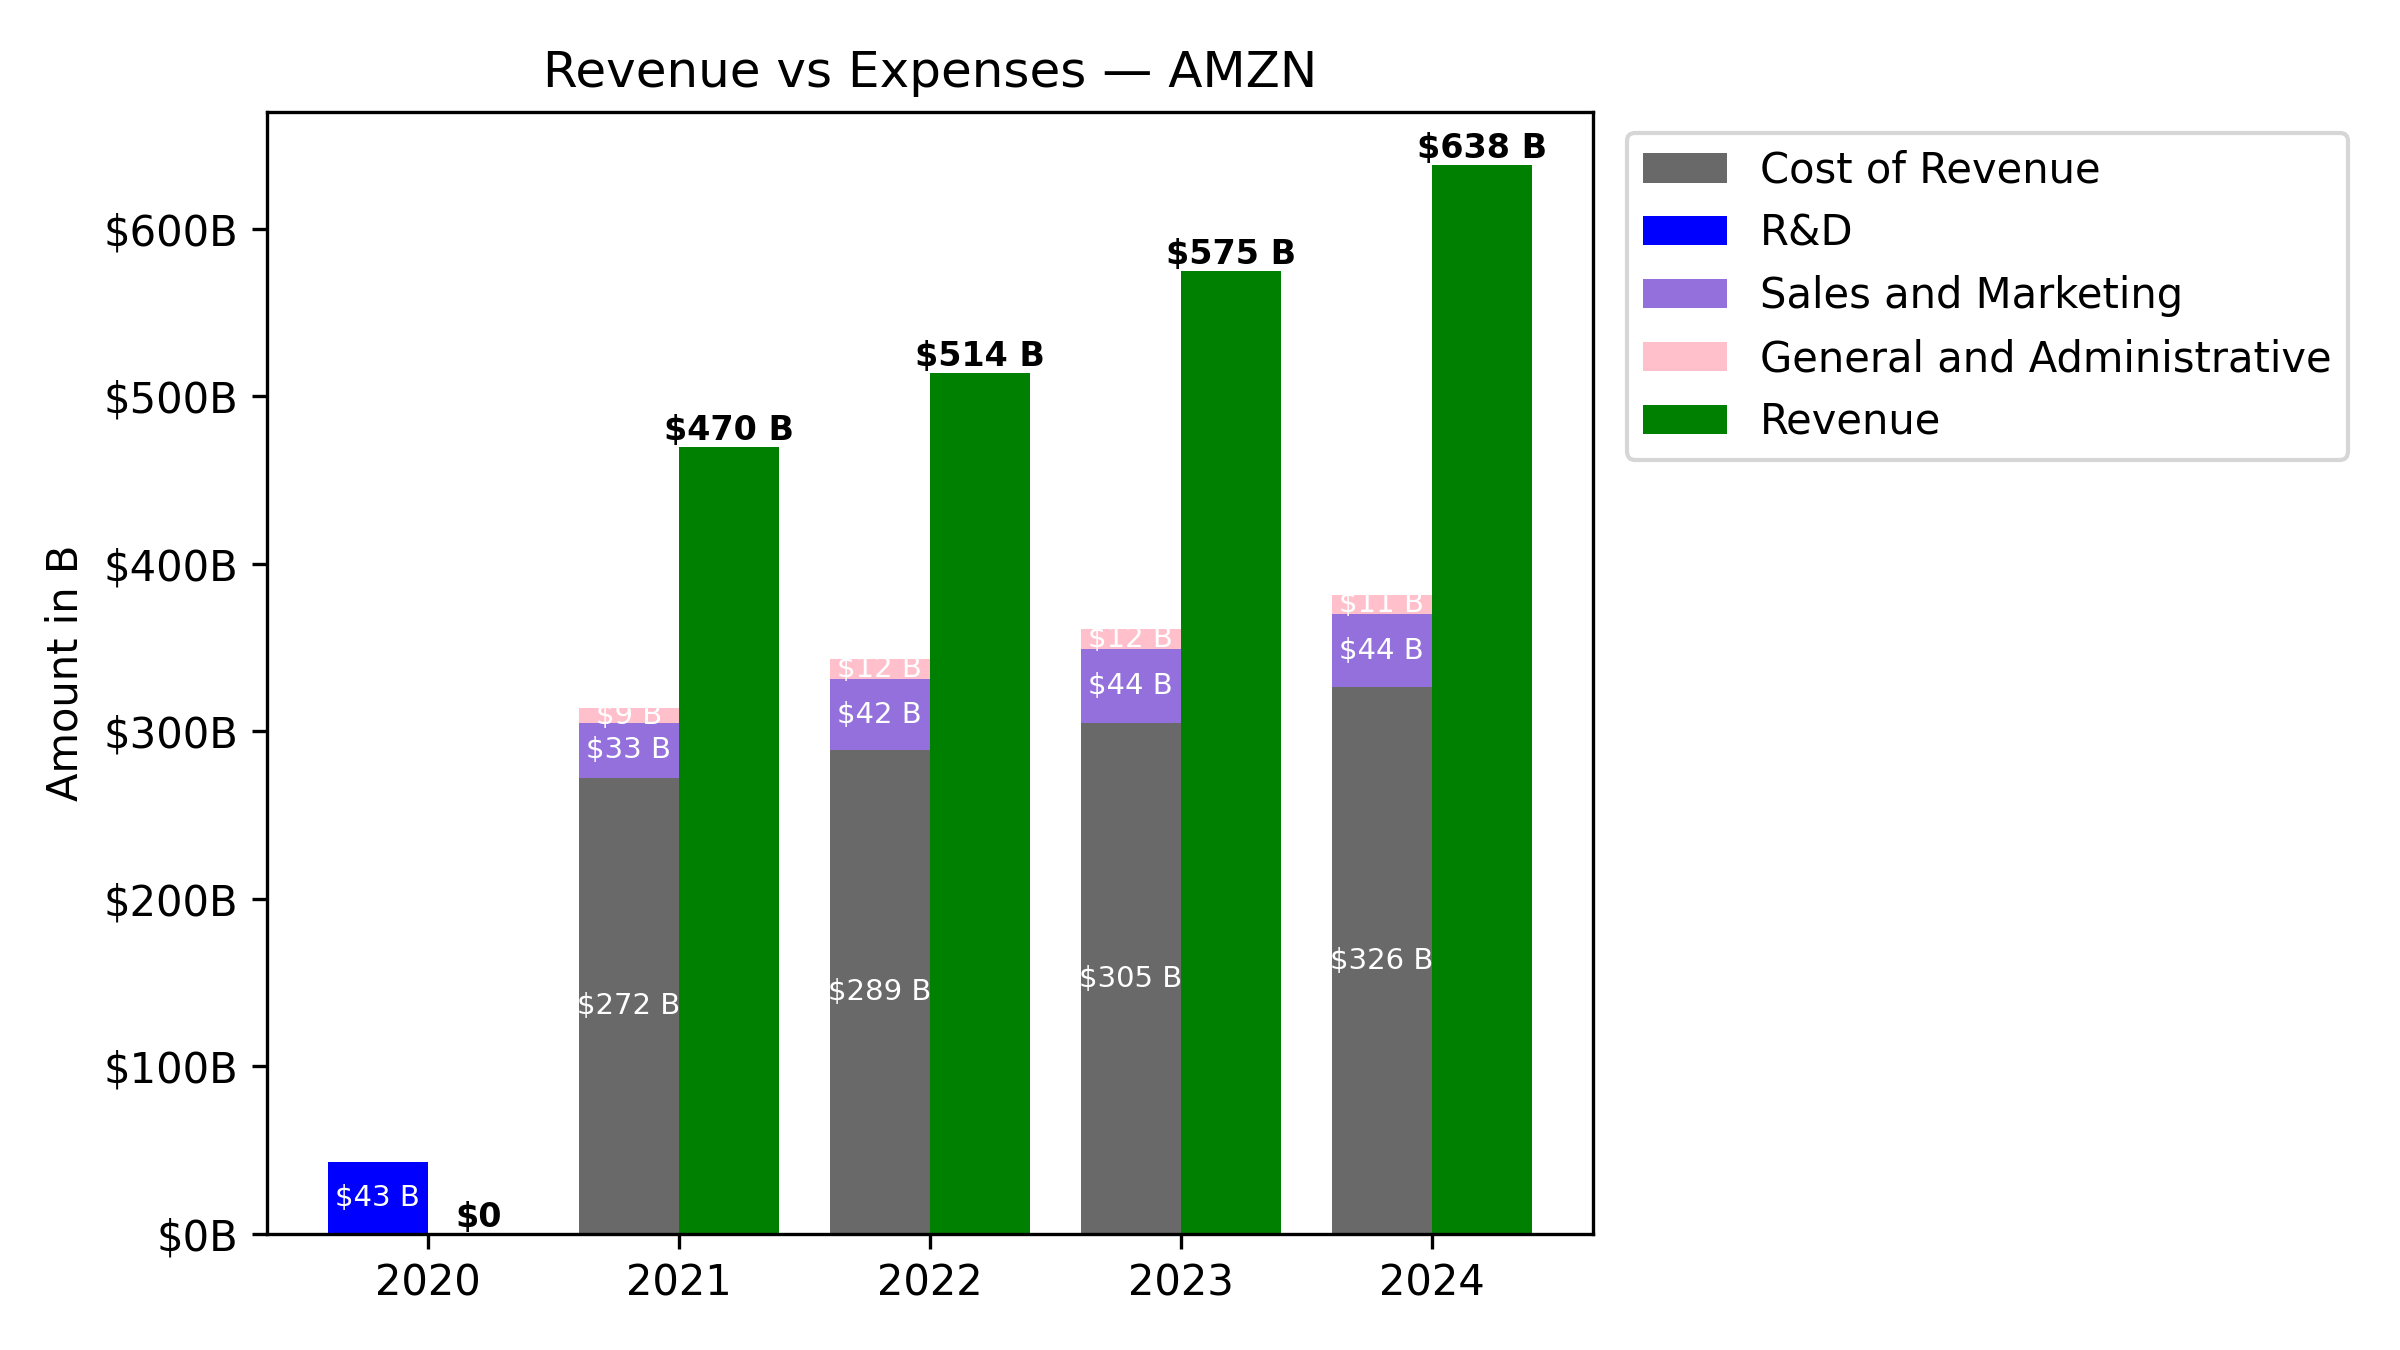 Revenue vs Expenses — AMZN
Amount in B
$600B
$500B
$400B
$300B
$200B
$100B
$0B
$43 B
$0
$272 B
$33 B
$9 B
$470 B
$289 B
$42 B
$12 B
$514 B
$305 B
$44 B
$12 B
$575 B
$326 B
$44 B
$11 B
$638 B
2020
2021
2022
2023
2024
Cost of Revenue
R&D
Sales and Marketing
General and Administrative
Revenue